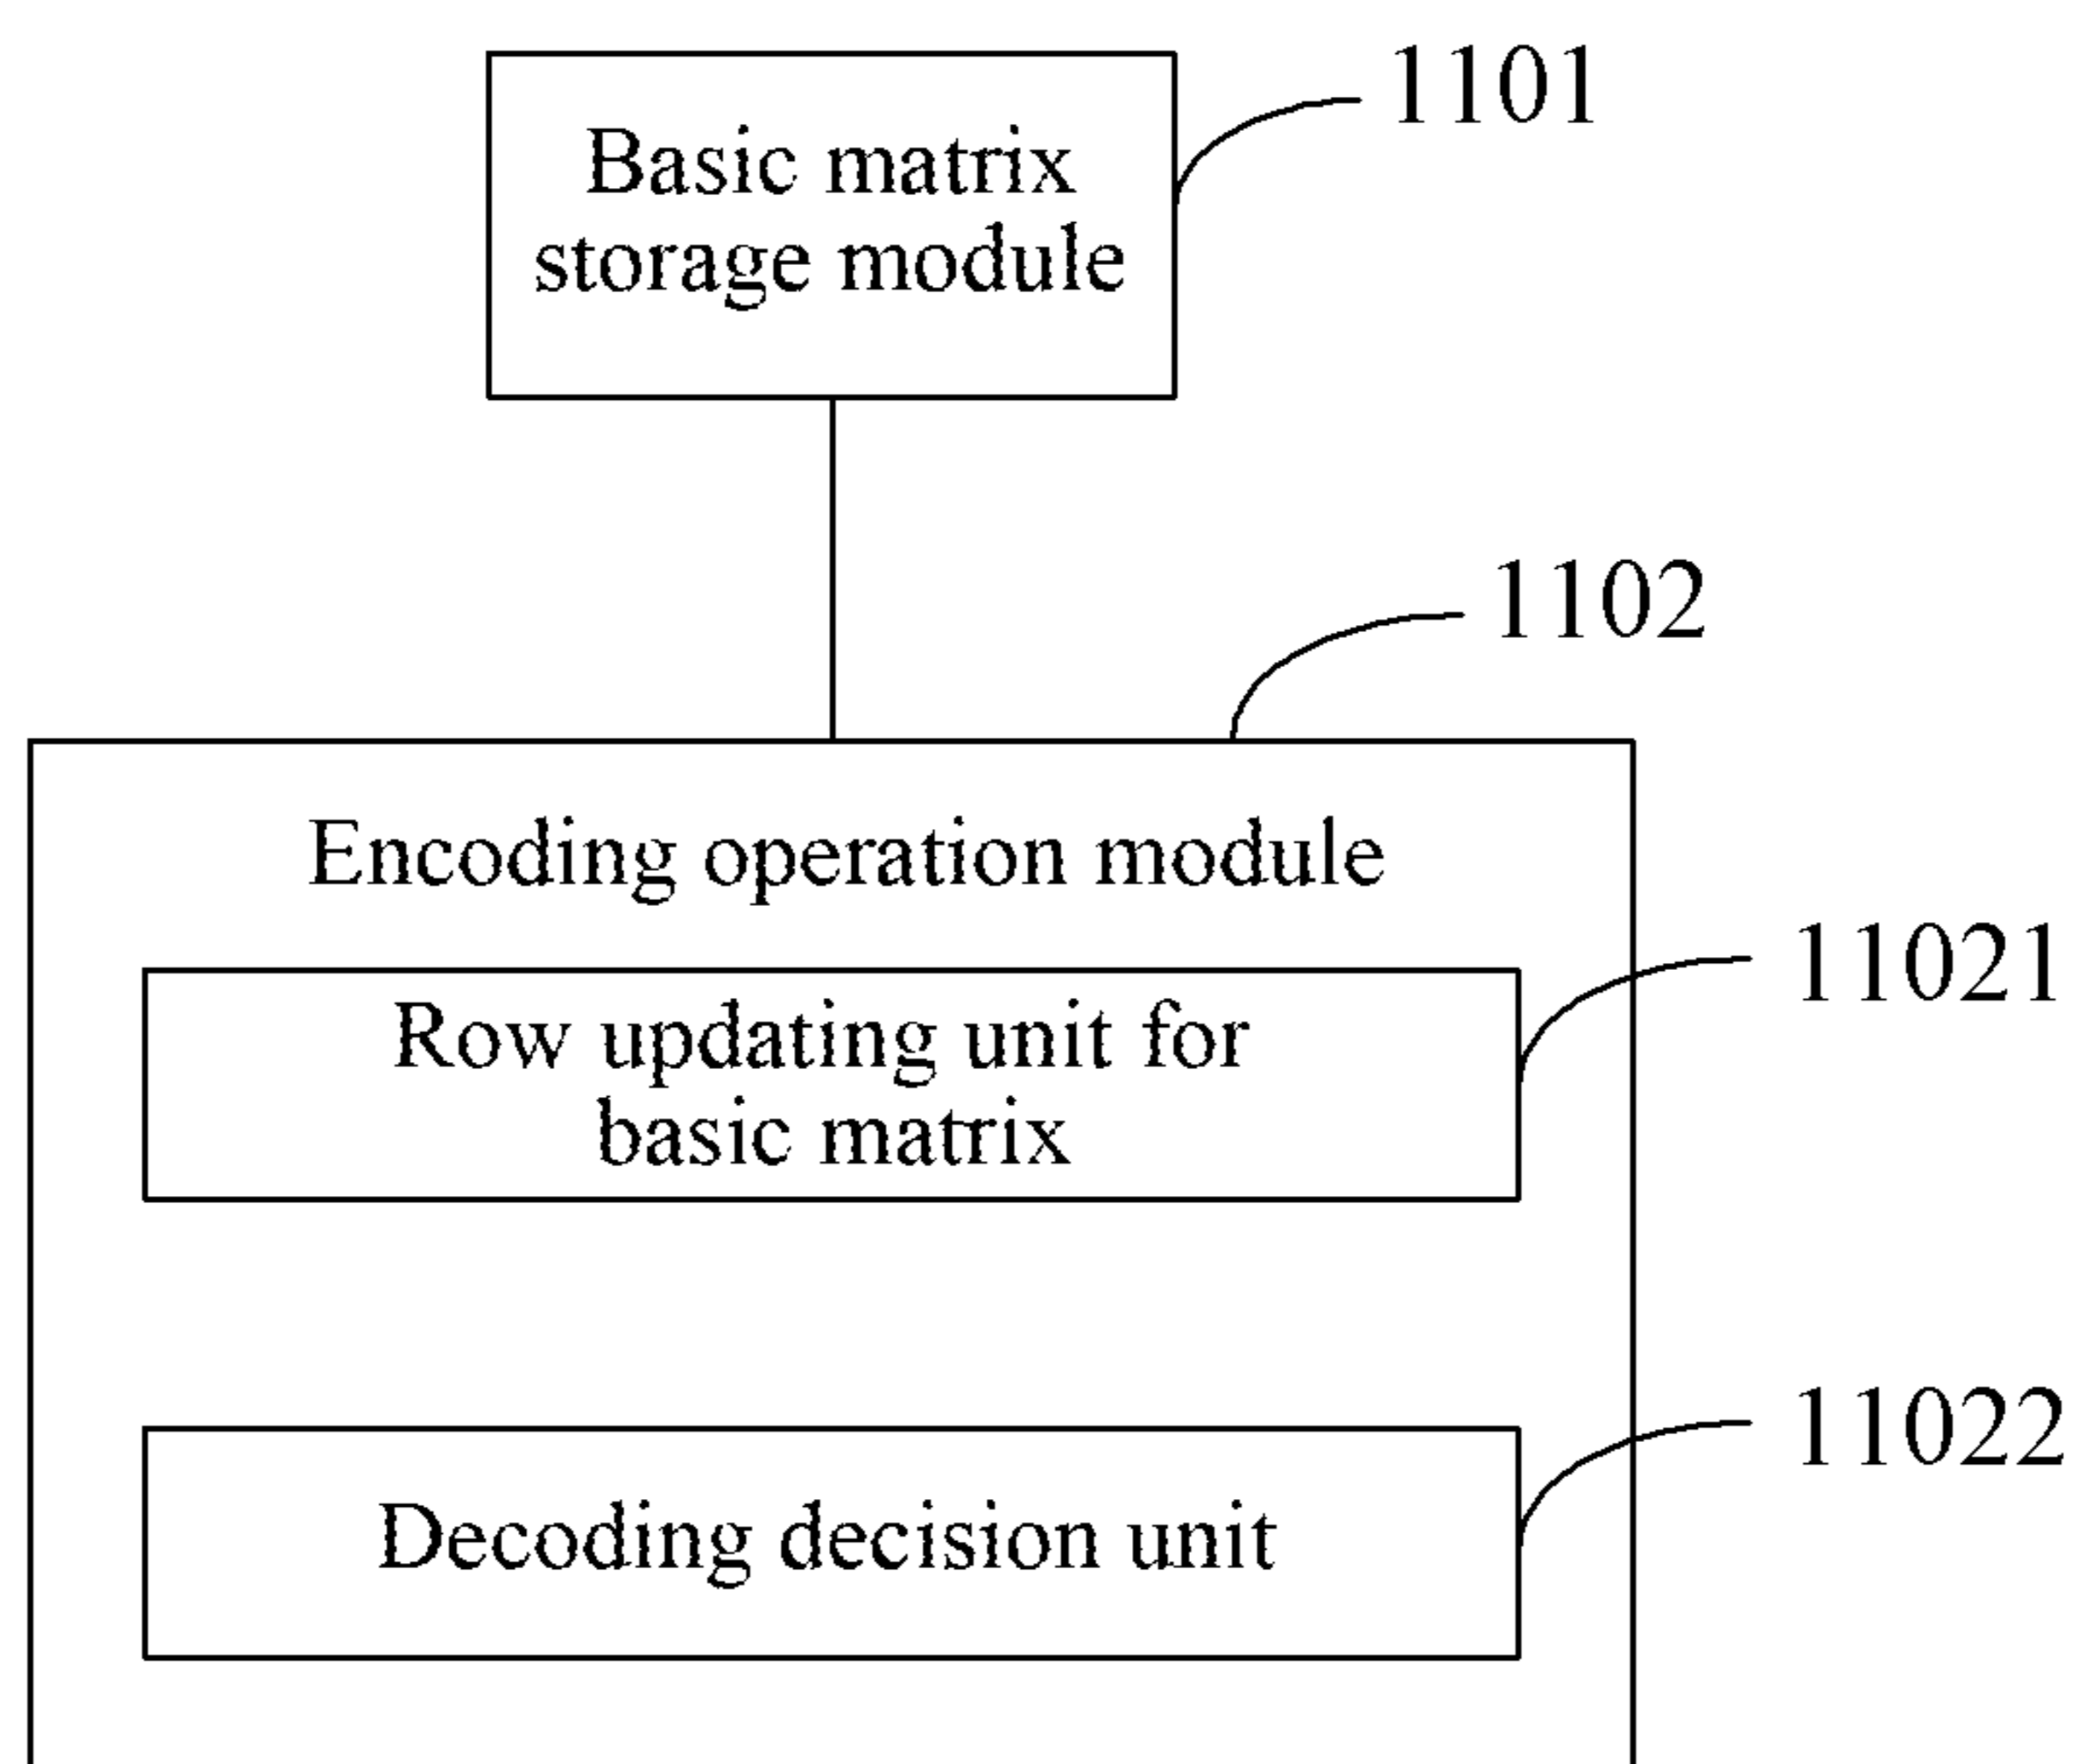 1101
Basic matrix
storage module
1102
Encoding operation module
11021
Row updating unit for
basic matrix
11022
Decoding decision unit